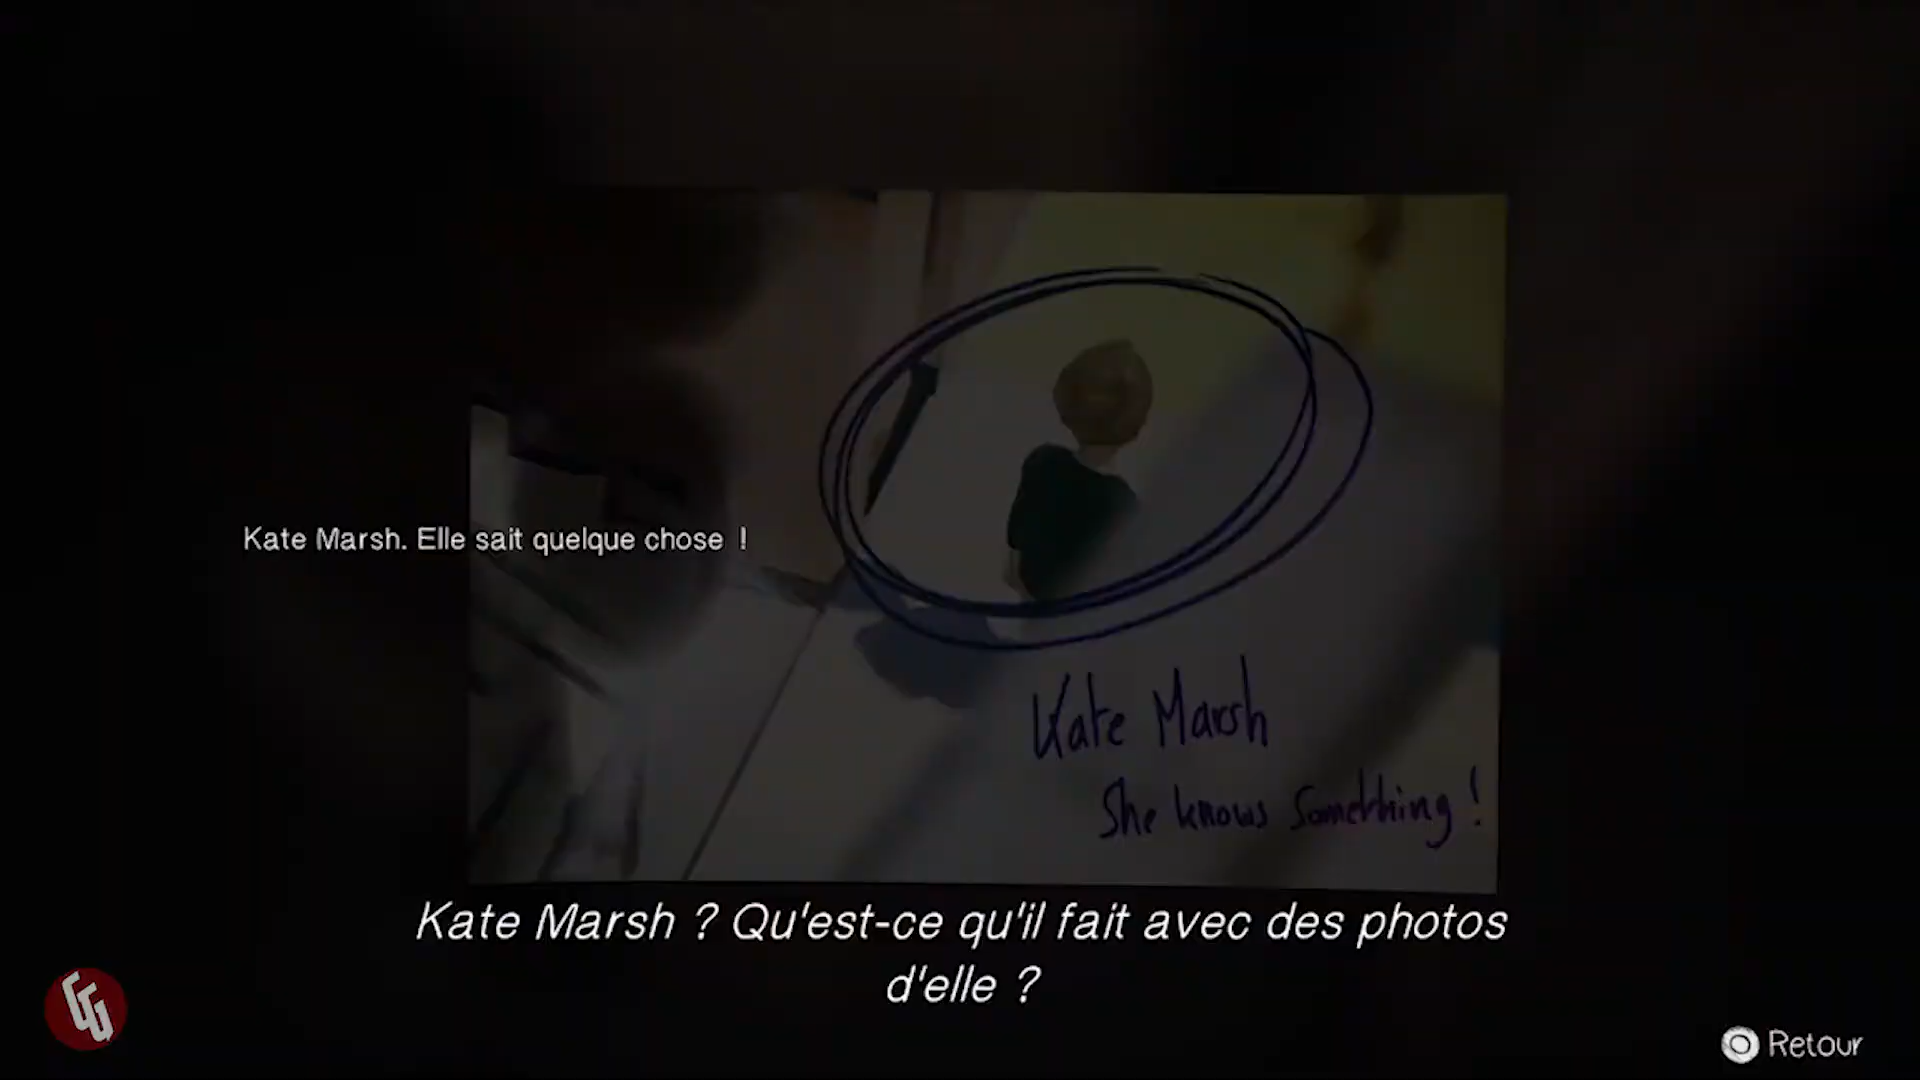 Kate Marsh. Elle sait quelque chose !
Kate Marsh
She knows something !
Kate Marsh ? Qu'est-ce qu'il fait avec des photos
d'elle ?
Retour